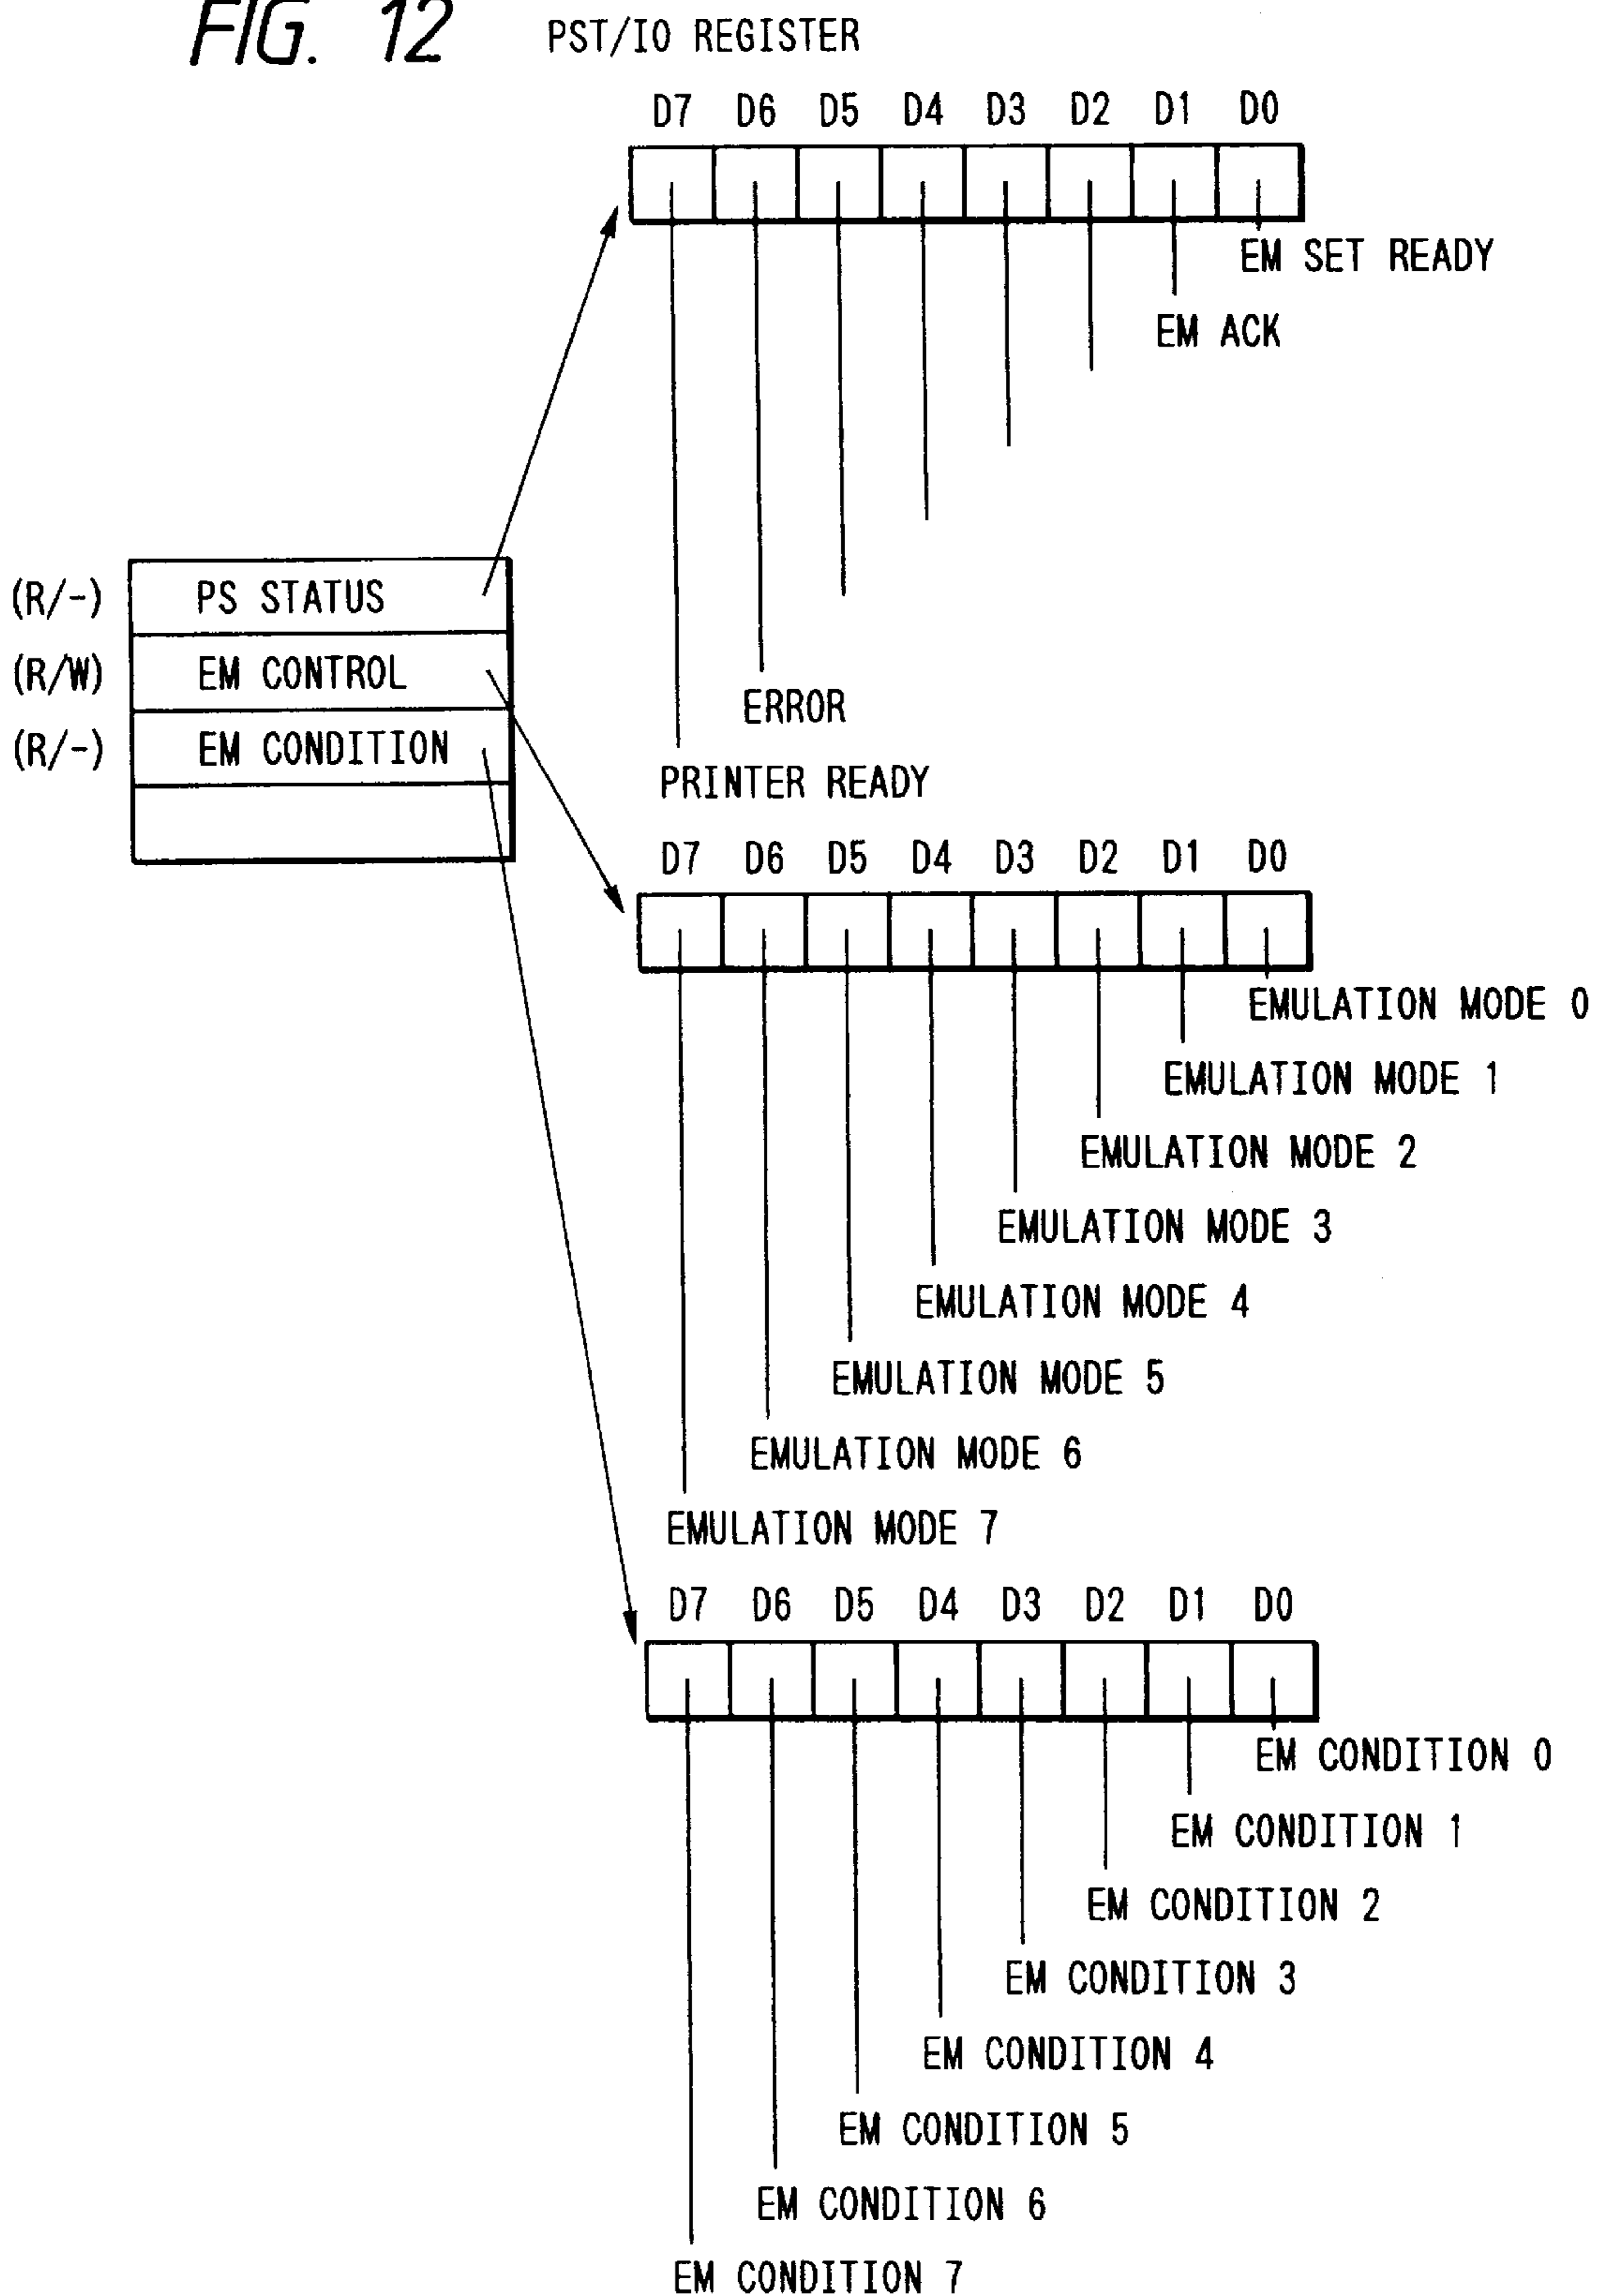 FIG. 12
PST/IO REGISTER
D7 D6 D5 D4 D3 D2 D1 D0
EM SET READY
EM ACK
ERROR
PRINTER READY
(R/-) PS STATUS
(R/W) EM CONTROL
(R/-) EM CONDITION
D7 D6 D5 D4 D3 D2 D1 D0
EMULATION MODE 0
EMULATION MODE 1
EMULATION MODE 2
EMULATION MODE 3
EMULATION MODE 4
EMULATION MODE 5
EMULATION MODE 6
EMULATION MODE 7
D7 D6 D5 D4 D3 D2 D1 D0
EM CONDITION 0
EM CONDITION 1
EM CONDITION 2
EM CONDITION 3
EM CONDITION 4
EM CONDITION 5
EM CONDITION 6
EM CONDITION 7